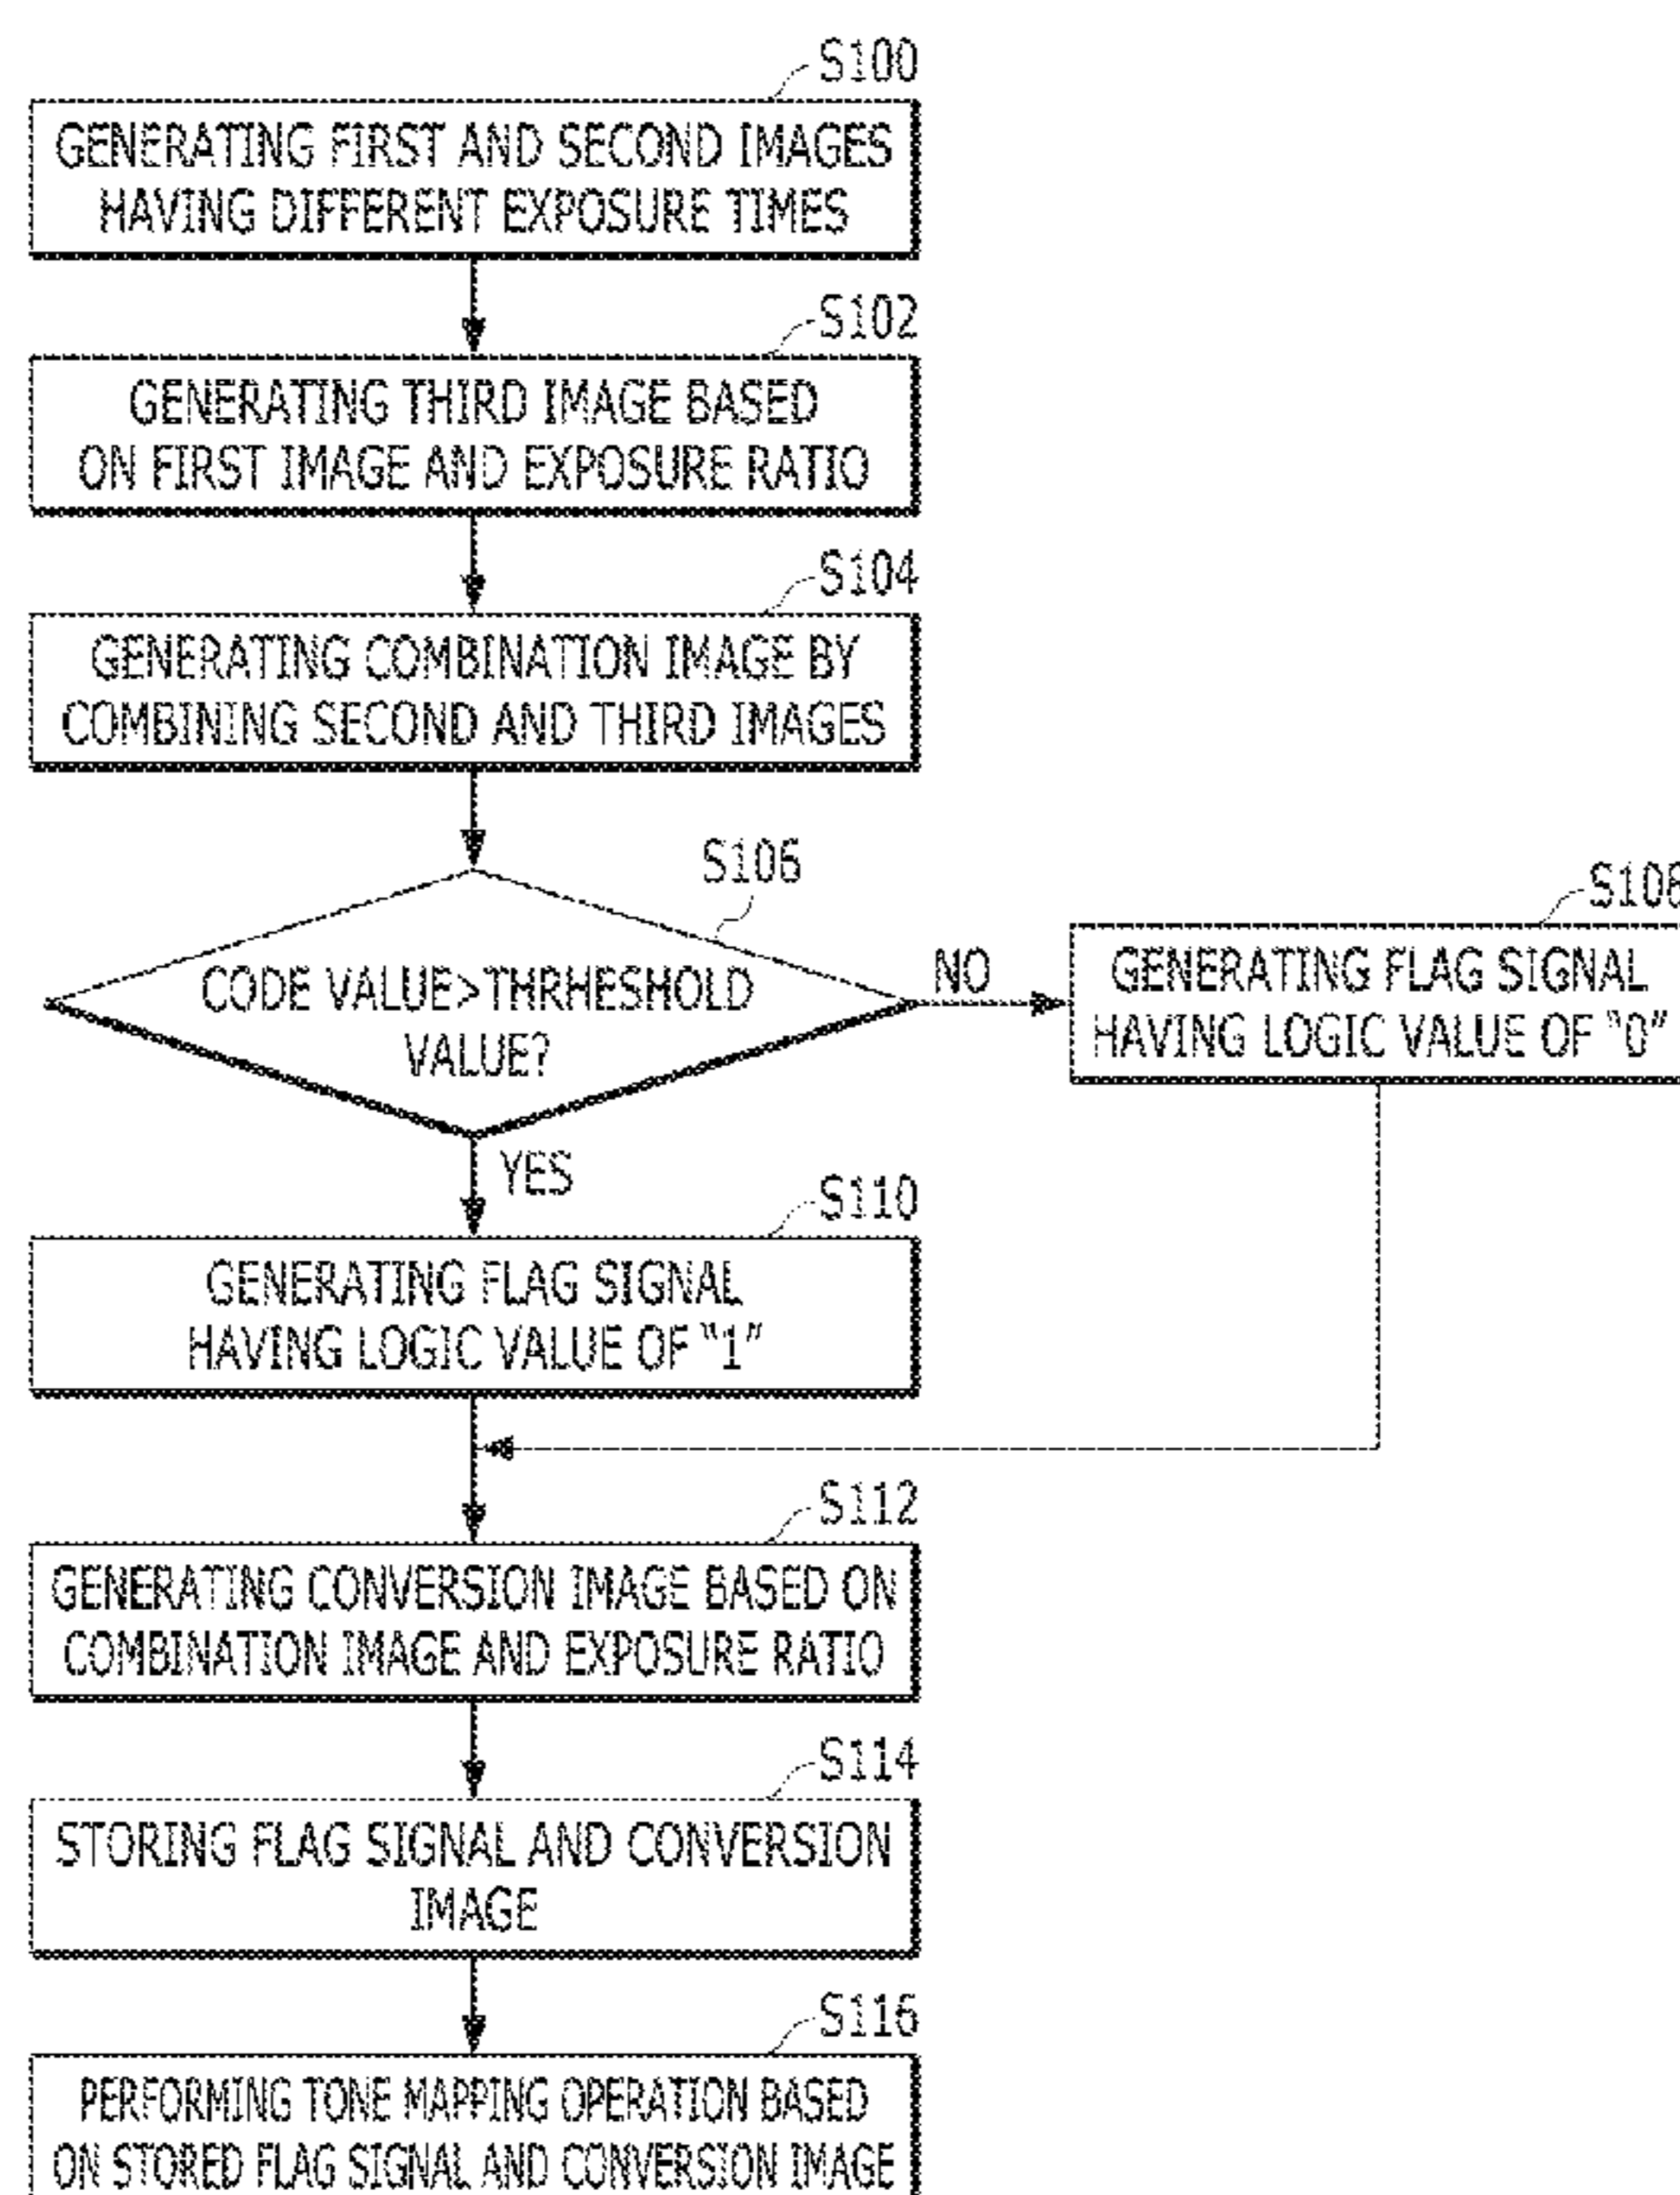 S100
GENERATING FIRST AND SECOND IMAGES
HAVING DIFFERENT EXPOSURE TIMES
S102
GENERATING THIRD IMAGE BASED
ON FIRST IMAGE AND EXPOSURE RATIO
S104
GENERATING COMBINATION IMAGE BY
COMBINING SECOND AND THIRD IMAGES
S106
CODE VALUE>THRHESHOLD
VALUE?
NO
S108
GENERATING FLAG SIGNAL
HAVING LOGIC VALUE OF "0"
YES
S110
GENERATING FLAG SIGNAL
HAVING LOGIC VALUE OF "1"
S112
GENERATING CONVERSION IMAGE BASED ON
COMBINATION IMAGE AND EXPOSURE RATIO
S114
STORING FLAG SIGNAL AND CONVERSION
IMAGE
S116
PERFORMING TONE MAPPING OPERATION BASED
ON STORED FLAG SIGNAL AND CONVERSION IMAGE